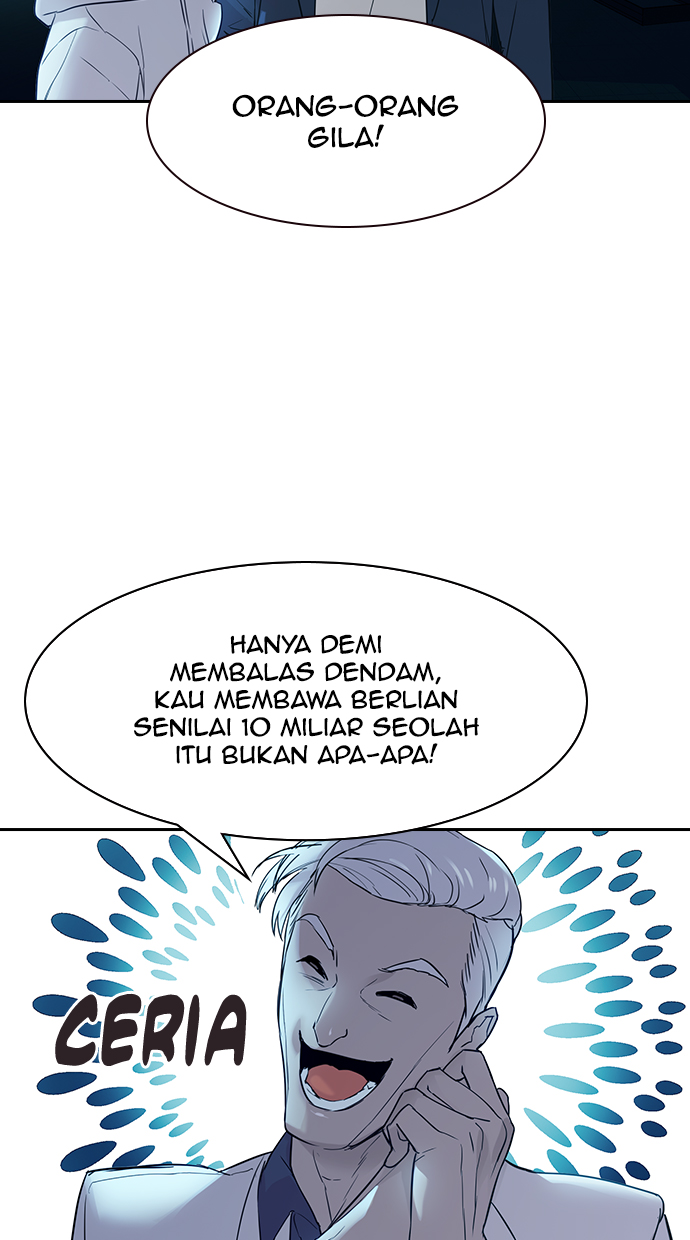 ORANG-ORANG
GILA!
HANYA DEMI
MEMBALAS DENDAM,
KAU MEMBAWA BERLIAN
SENILAI 10 MILIAR SEOLAH
ITU BUKAN APA-APA!
CERIA